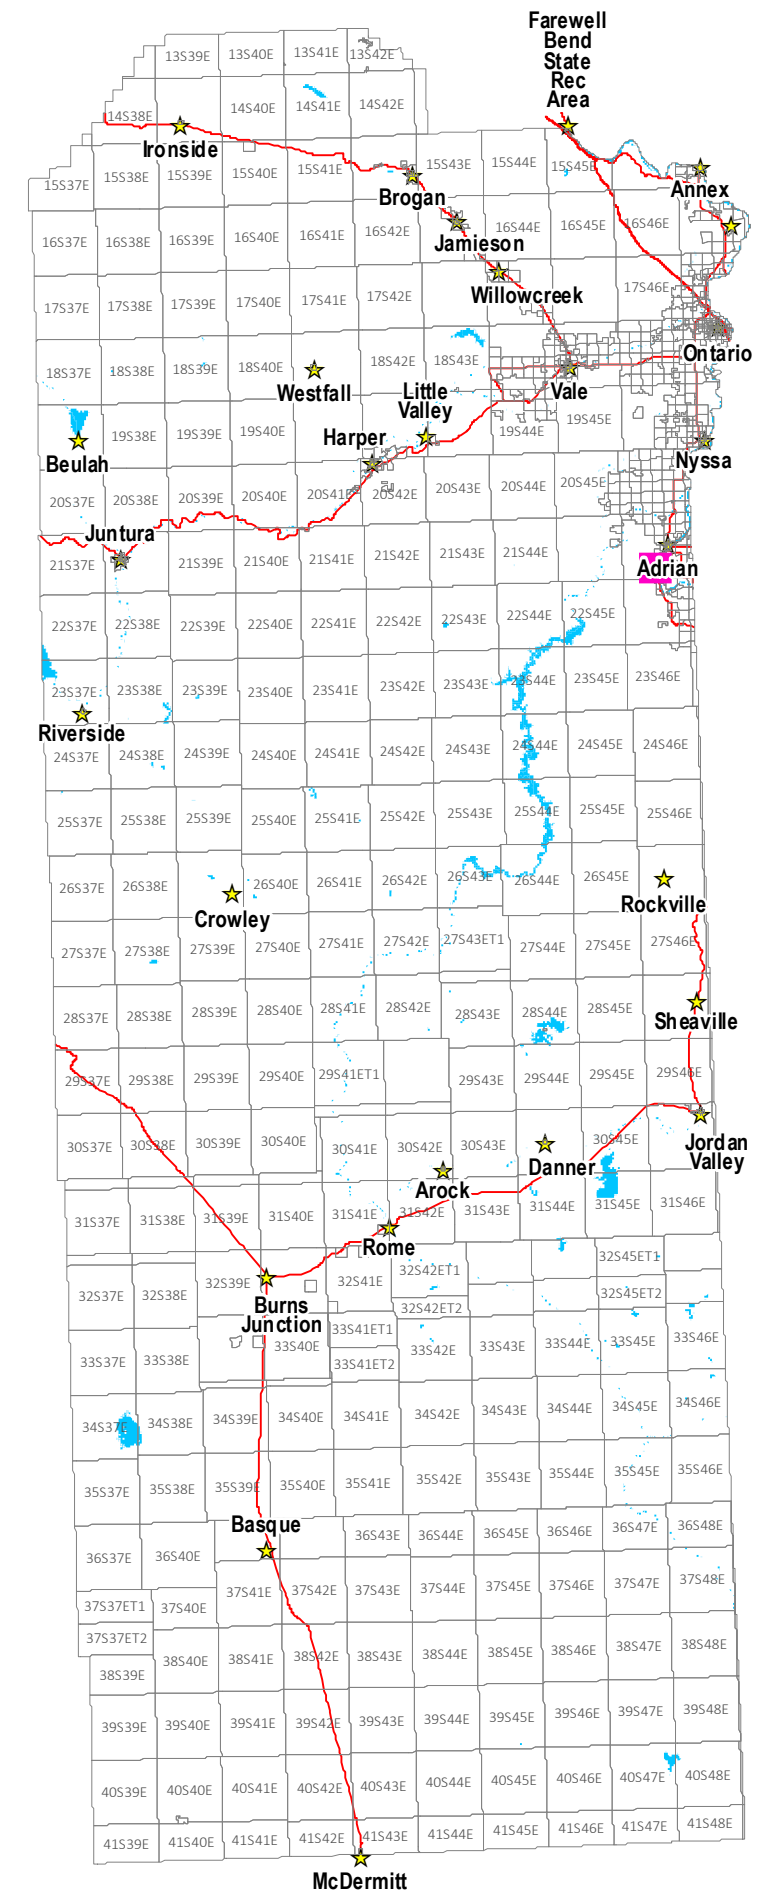 Farewell
Bend
State
Rec
Area
13S39E 13S40E 13S41E 13S42E
14S38E 14S40E 14S41E 14S42E
Ironside
15S37E 15S38E 15S39E 15S40E 15S41E 15S43E 15S44E 15S45E
Brogan
Annex
16S37E 16S38E 16S39E 16S40E 16S41E 16S42E 16S44E 16S45E 16S46E
Jamieson
Willowcreek
17S37E 17S38E 17S39E 17S40E 17S41E 17S42E 17S46E
Ontario
18S37E 18S38E 18S39E 18S40E 18S42E 18S43E
Westfall
Little
Valley
Vale
19S38E 19S39E 19S40E 19S44E 19S45E
Harper
Beulah
Nyssa
20S37E 20S38E 20S39E 20S40E 20S41E 20S42E 20S43E 20S44E 20S45E
Juntura
21S37E 21S39E 21S40E 21S41E 21S42E 21S43E 21S44E
Adrian
22S37E 22S38E 22S39E 22S40E 22S41E 22S42E 22S43E 22S44E 22S45E
23S37E 23S38E 23S39E 23S40E 23S41E 23S42E 23S43E 23S44E 23S45E 23S46E
Riverside
24S37E 24S38E 24S39E 24S40E 24S41E 24S42E 24S43E 24S44E 24S45E 24S46E
25S37E 25S38E 25S39E 25S40E 25S41E 25S42E 25S43E 25S44E 25S45E 25S46E
26S37E 26S38E 26S40E 26S41E 26S42E 26S43E 26S44E 26S45E
Rockville
Crowley
27S37E 27S38E 27S39E 27S40E 27S41E 27S42E 27S43ET1 27S44E 27S45E 27S46E
28S37E 28S38E 28S39E 28S40E 28S41E 28S42E 28S43E 28S44E 28S45E
Sheaville
29S37E 29S38E 29S39E 29S40E 29S41ET1 29S43E 29S44E 29S45E 29S46E
30S37E 30S38E 30S39E 30S40E 30S41E 30S42E 30S43E 30S45E
Jordan
Valley
Danner
Arock
31S37E 31S38E 31S39E 31S40E 31S41E 31S42E 31S43E 31S44E 31S45E 31S46E
Rome
32S37E 32S38E 32S39E 32S41E 32S42ET1 32S45ET1
32S42ET2 32S45ET2
Burns
Junction
33S37E 33S38E 33S40E 33S41ET1 33S42E 33S43E 33S44E 33S45E 33S46E
33S41ET2
34S37E 34S38E 34S39E 34S40E 34S41E 34S42E 34S43E 34S44E 34S45E 34S46E
35S37E 35S38E 35S39E 35S40E 35S41E 35S42E 35S43E 35S44E 35S45E 35S46E
Basque
36S37E 36S40E 36S43E 36S44E 36S45E 36S46E 36S47E 36S48E
37S37ET1 37S40E 37S41E 37S42E 37S43E 37S44E 37S45E 37S46E 37S47E 37S48E
37S37ET2
38S39E 38S40E 38S41E 38S42E 38S43E 38S44E 38S45E 38S46E 38S47E 38S48E
39S39E 39S40E 39S41E 39S42E 39S43E 39S44E 39S45E 39S46E 39S47E 39S48E
40S39E 40S40E 40S41E 40S42E 40S43E 40S44E 40S45E 40S46E 40S47E 40S48E
41S39E 41S40E 41S41E 41S42E 41S43E 41S44E 41S45E 41S46E 41S47E 41S48E
McDermitt